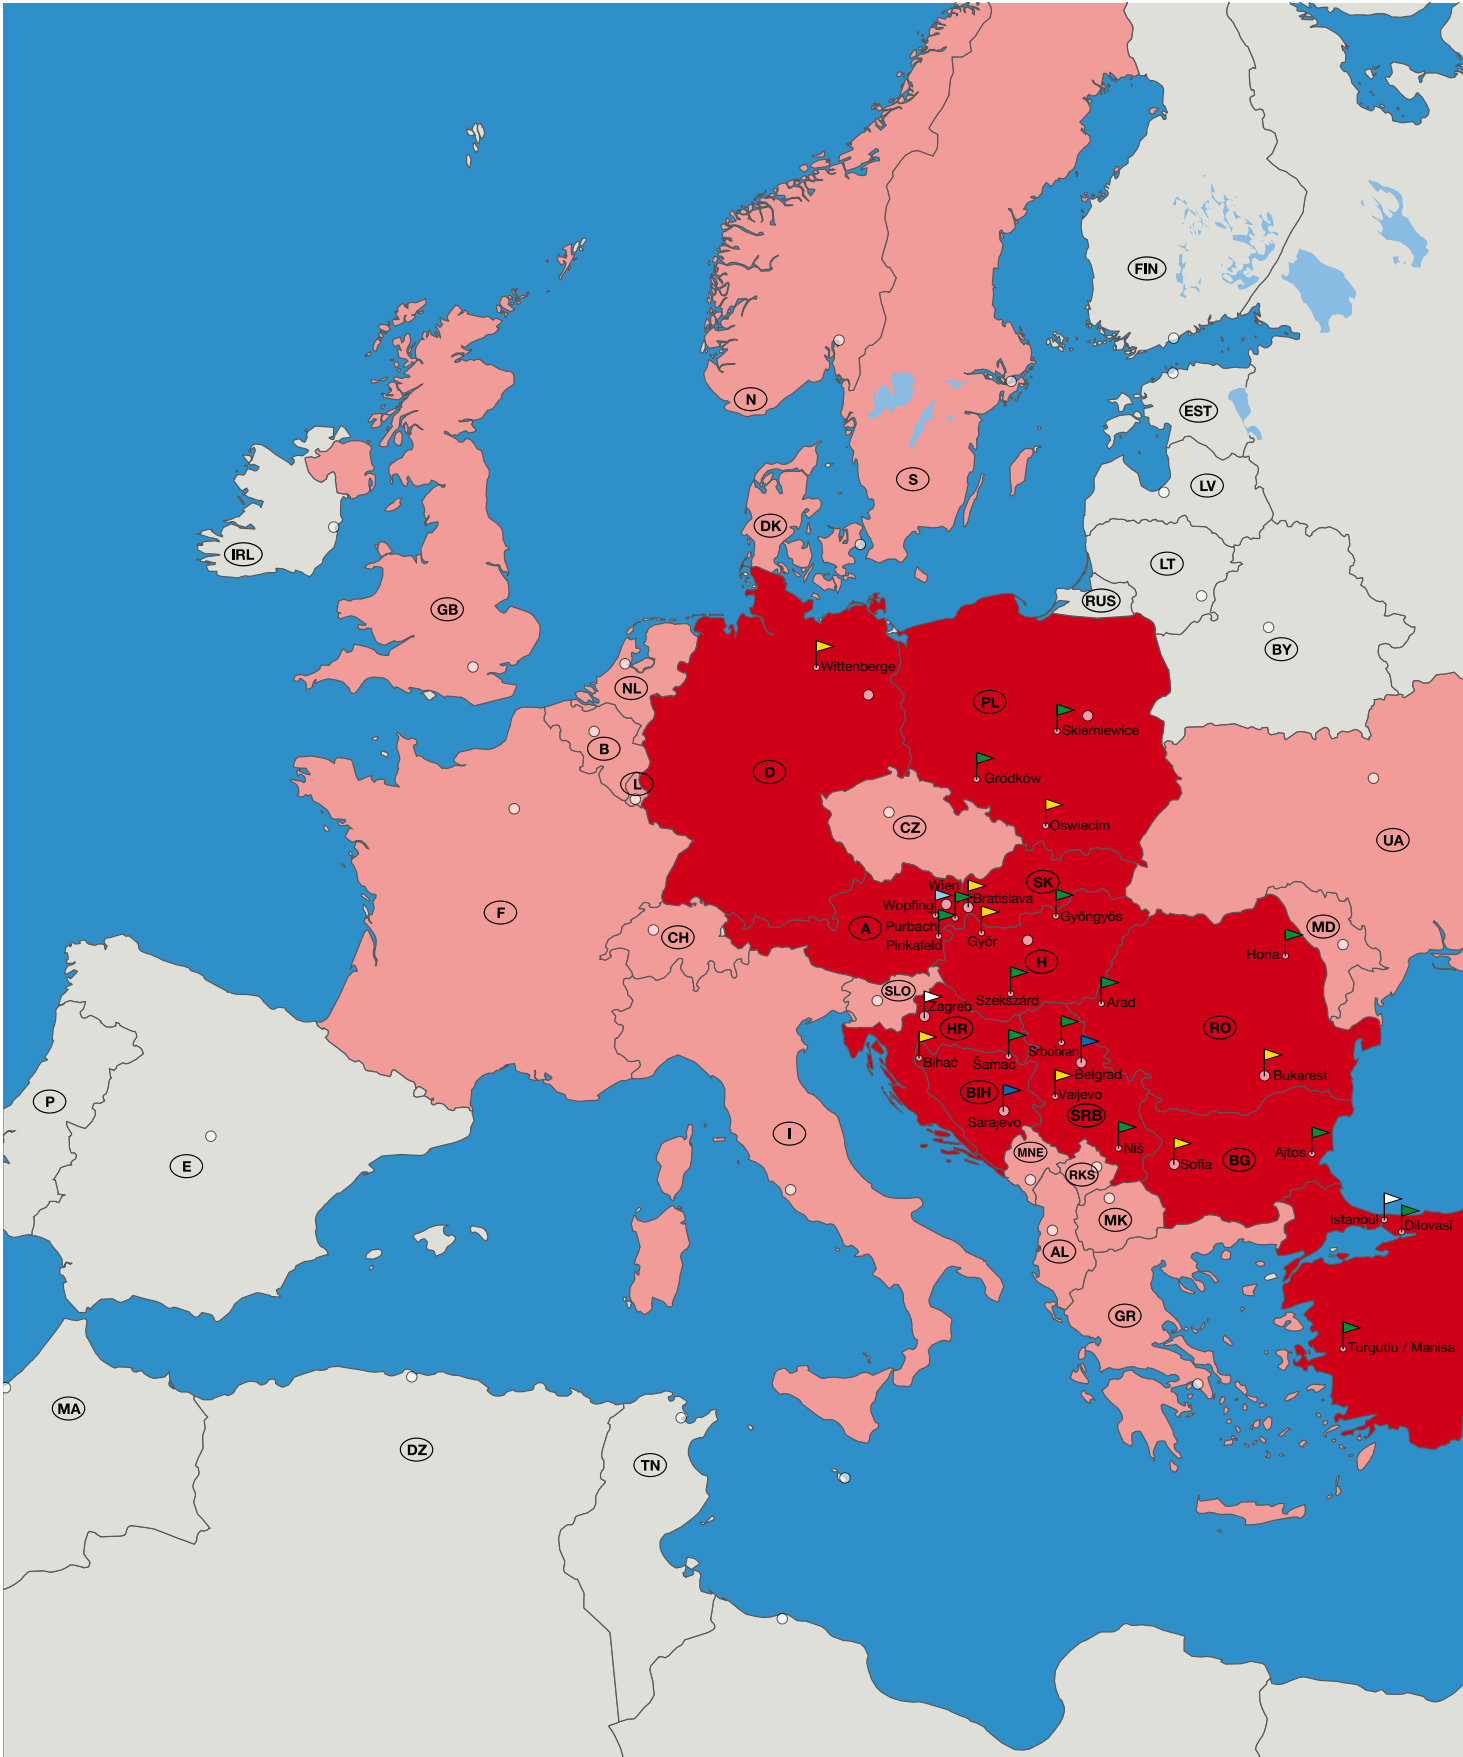 FIN
N
EST
S
LV
DK
IRL
LT
RUS
GB
BY
Wittenberge
NL
PL
Skierniewice
B
D
Grodków
L
Oswiecim
CZ
UA
Wien
SK
Bratislava
Wopfing
Gyöngyös
F
Purbach
A
MD
CH
Pinkafeld
Györ
Horia
H
SLO
Szekszárd
Arad
Zagreb
HR
RO
Srbobran
Bihać
Šamac
Belgrad
Bukarest
BIH
Valjevo
P
Sarajevo
SRB
I
Niš
MNE
Ajtos
E
RKS
Sofia
BG
MK
Istanbul
Dilovasi
AL
GR
Turgutlu / Manisa
MA
DZ
TN